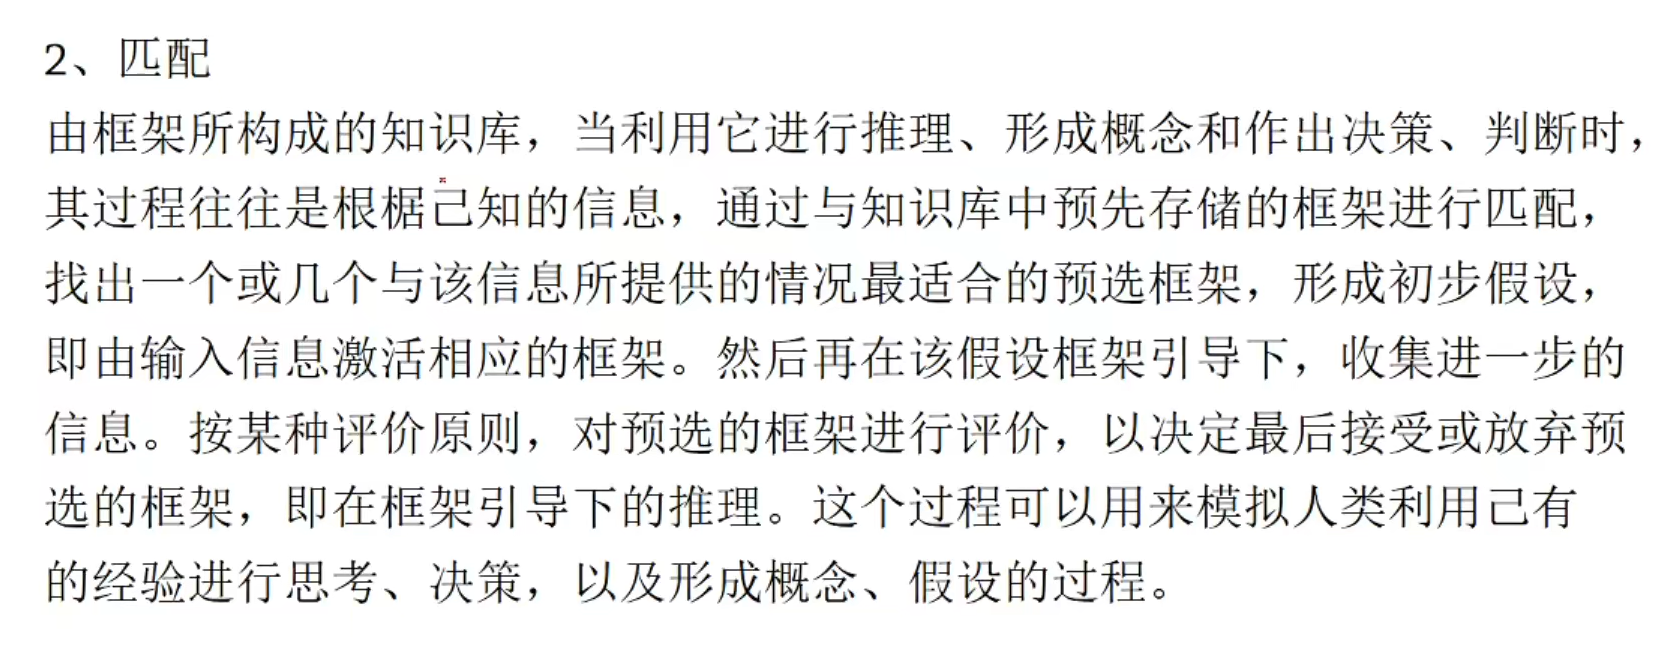 2、匹配
由框架所构成的知识库，当利用它进行推理、形成概念和作出决策、判断时，
其过程往往是根椐己知的信息，通过与知识库中预先存储的框架进行匹配，
找出一个或几个与该信息所提供的情况最适合的预选框架，形成初步假设，
即由输入信息激活相应的框架。然后再在该假设框架引导下，收集进一步的
信息。按某种评价原则，对预选的框架进行评价，以决定最后接受或放弃预
选的框架，即在框架引导下的推理。这个过程可以用来模拟人类利用己有
的经验进行思考、决策，以及形成概念、假设的过程。